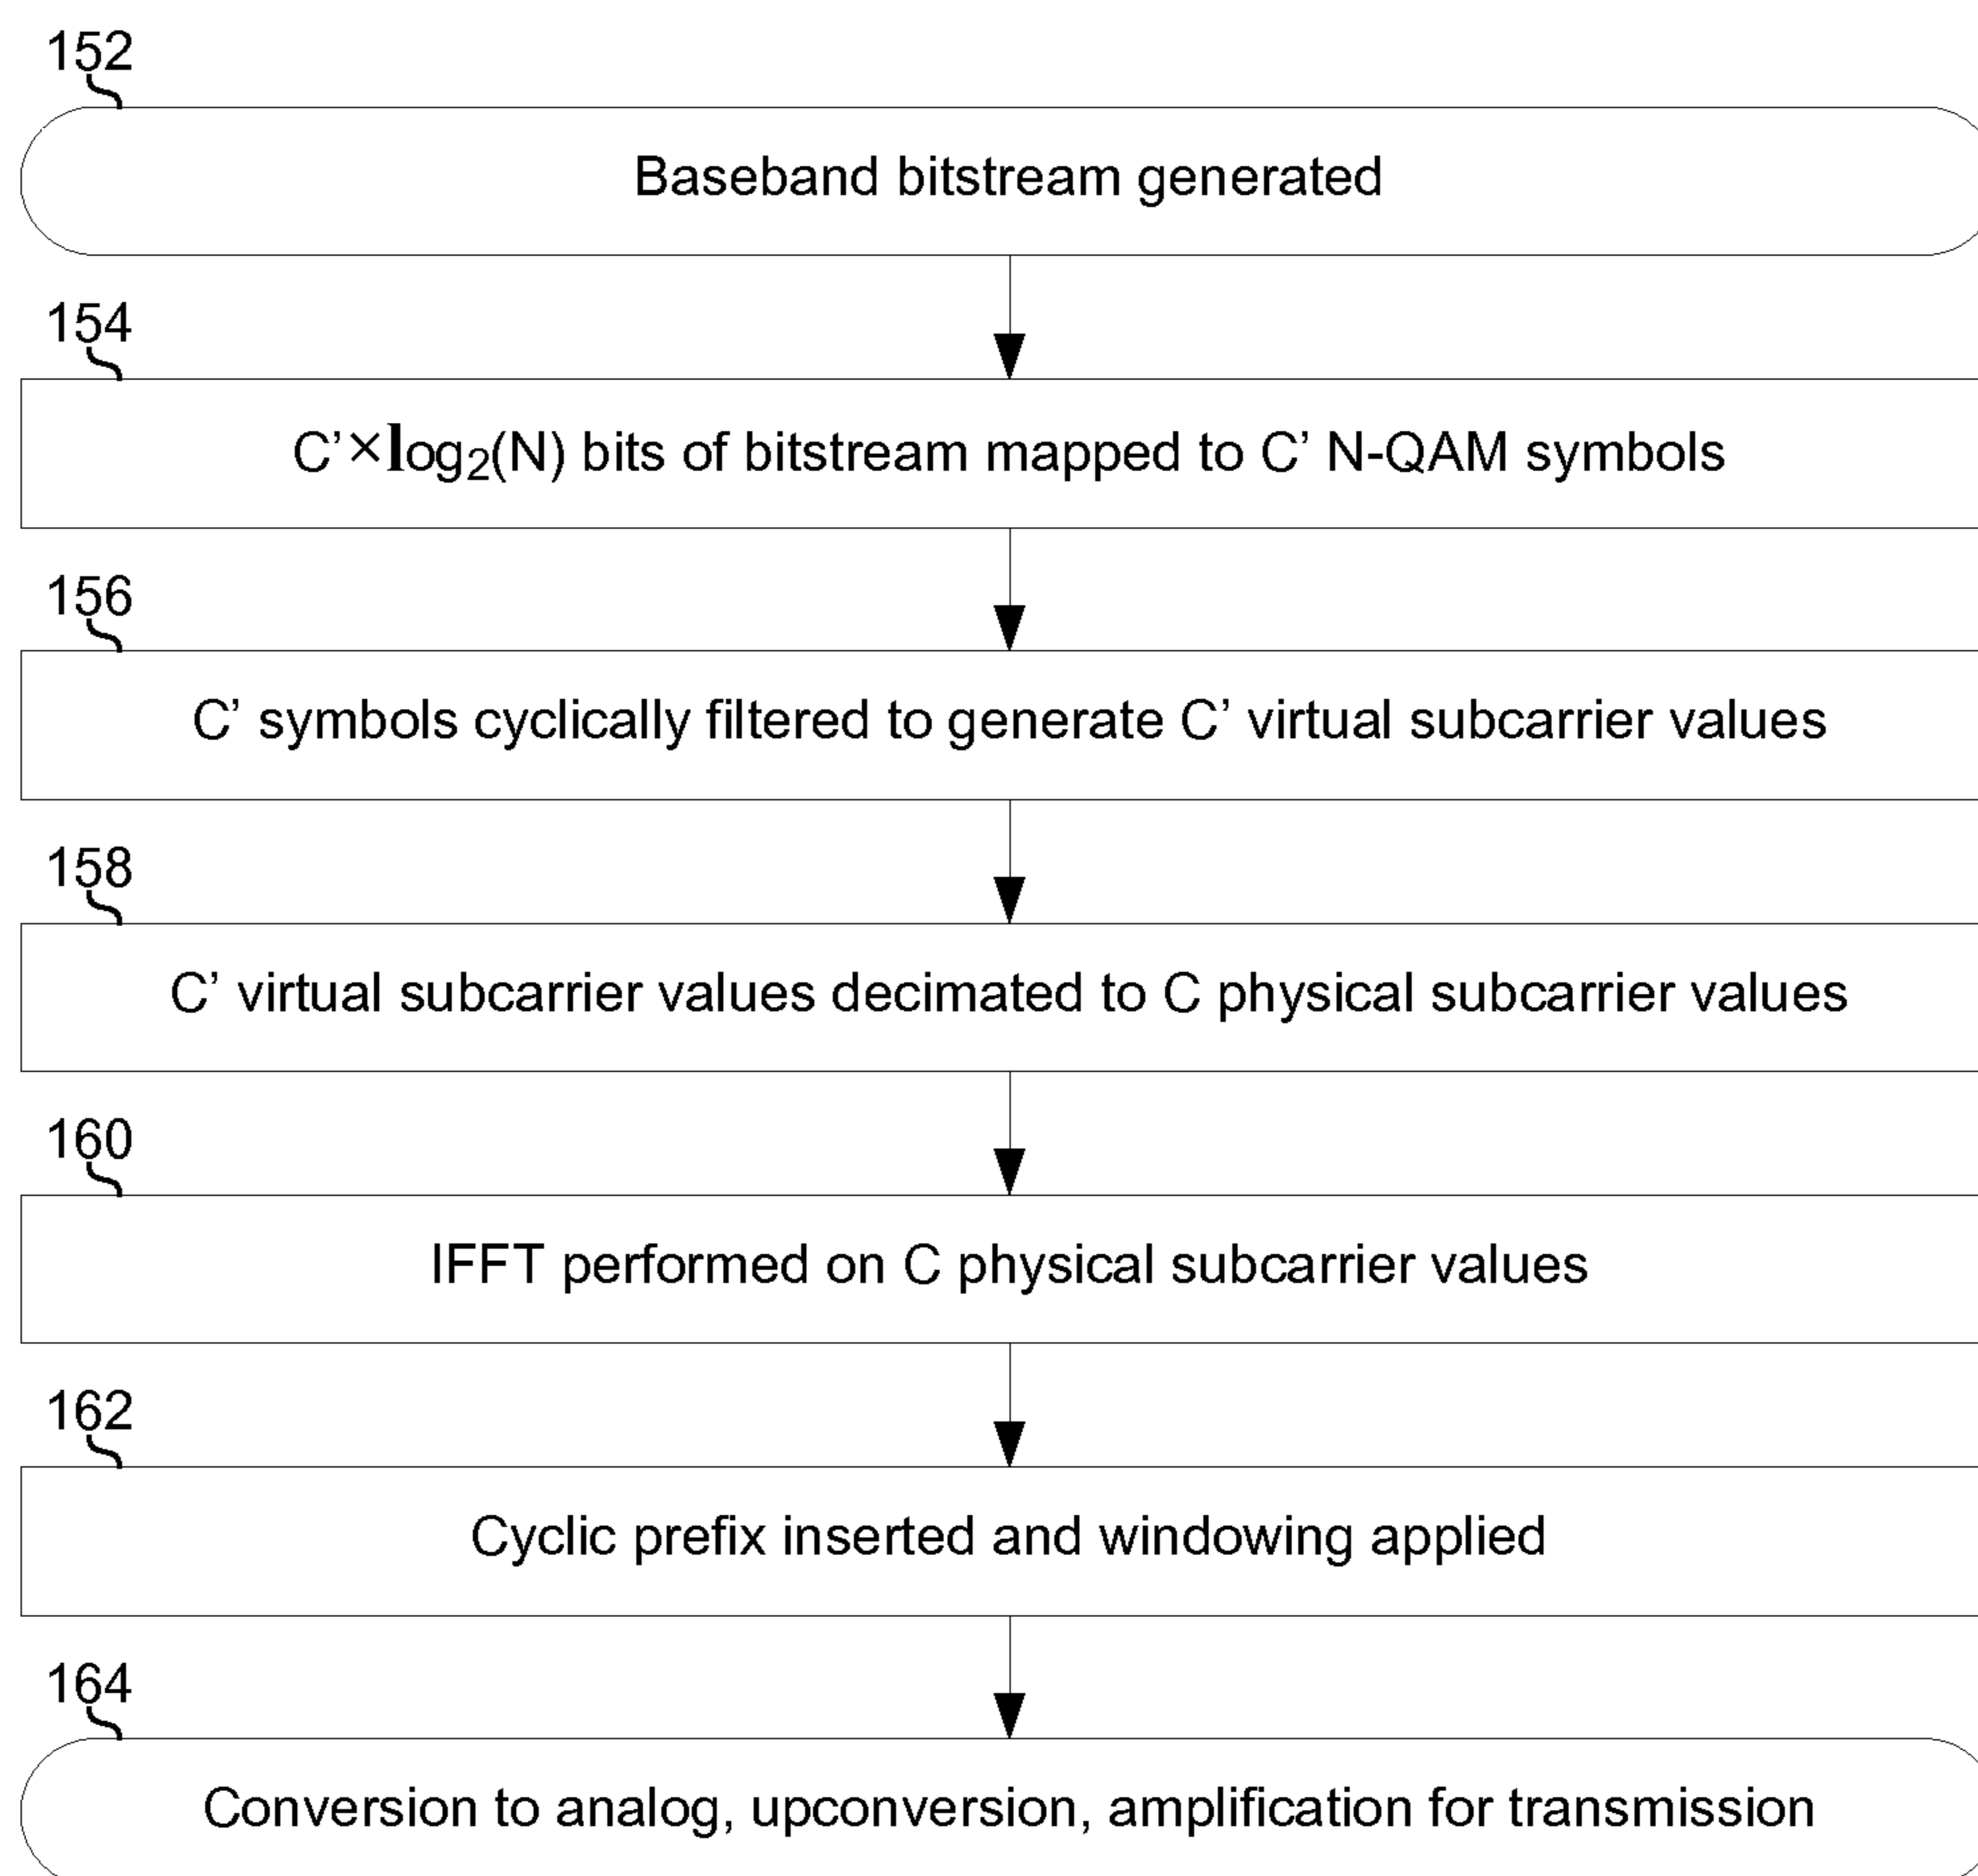 152
Baseband bitstream generated
154
C’×log₂(N) bits of bitstream mapped to C’ N-QAM symbols
156
C’ symbols cyclically filtered to generate C’ virtual subcarrier values
158
C’ virtual subcarrier values decimated to C physical subcarrier values
160
IFFT performed on C physical subcarrier values
162
Cyclic prefix inserted and windowing applied
164
Conversion to analog, upconversion, amplification for transmission